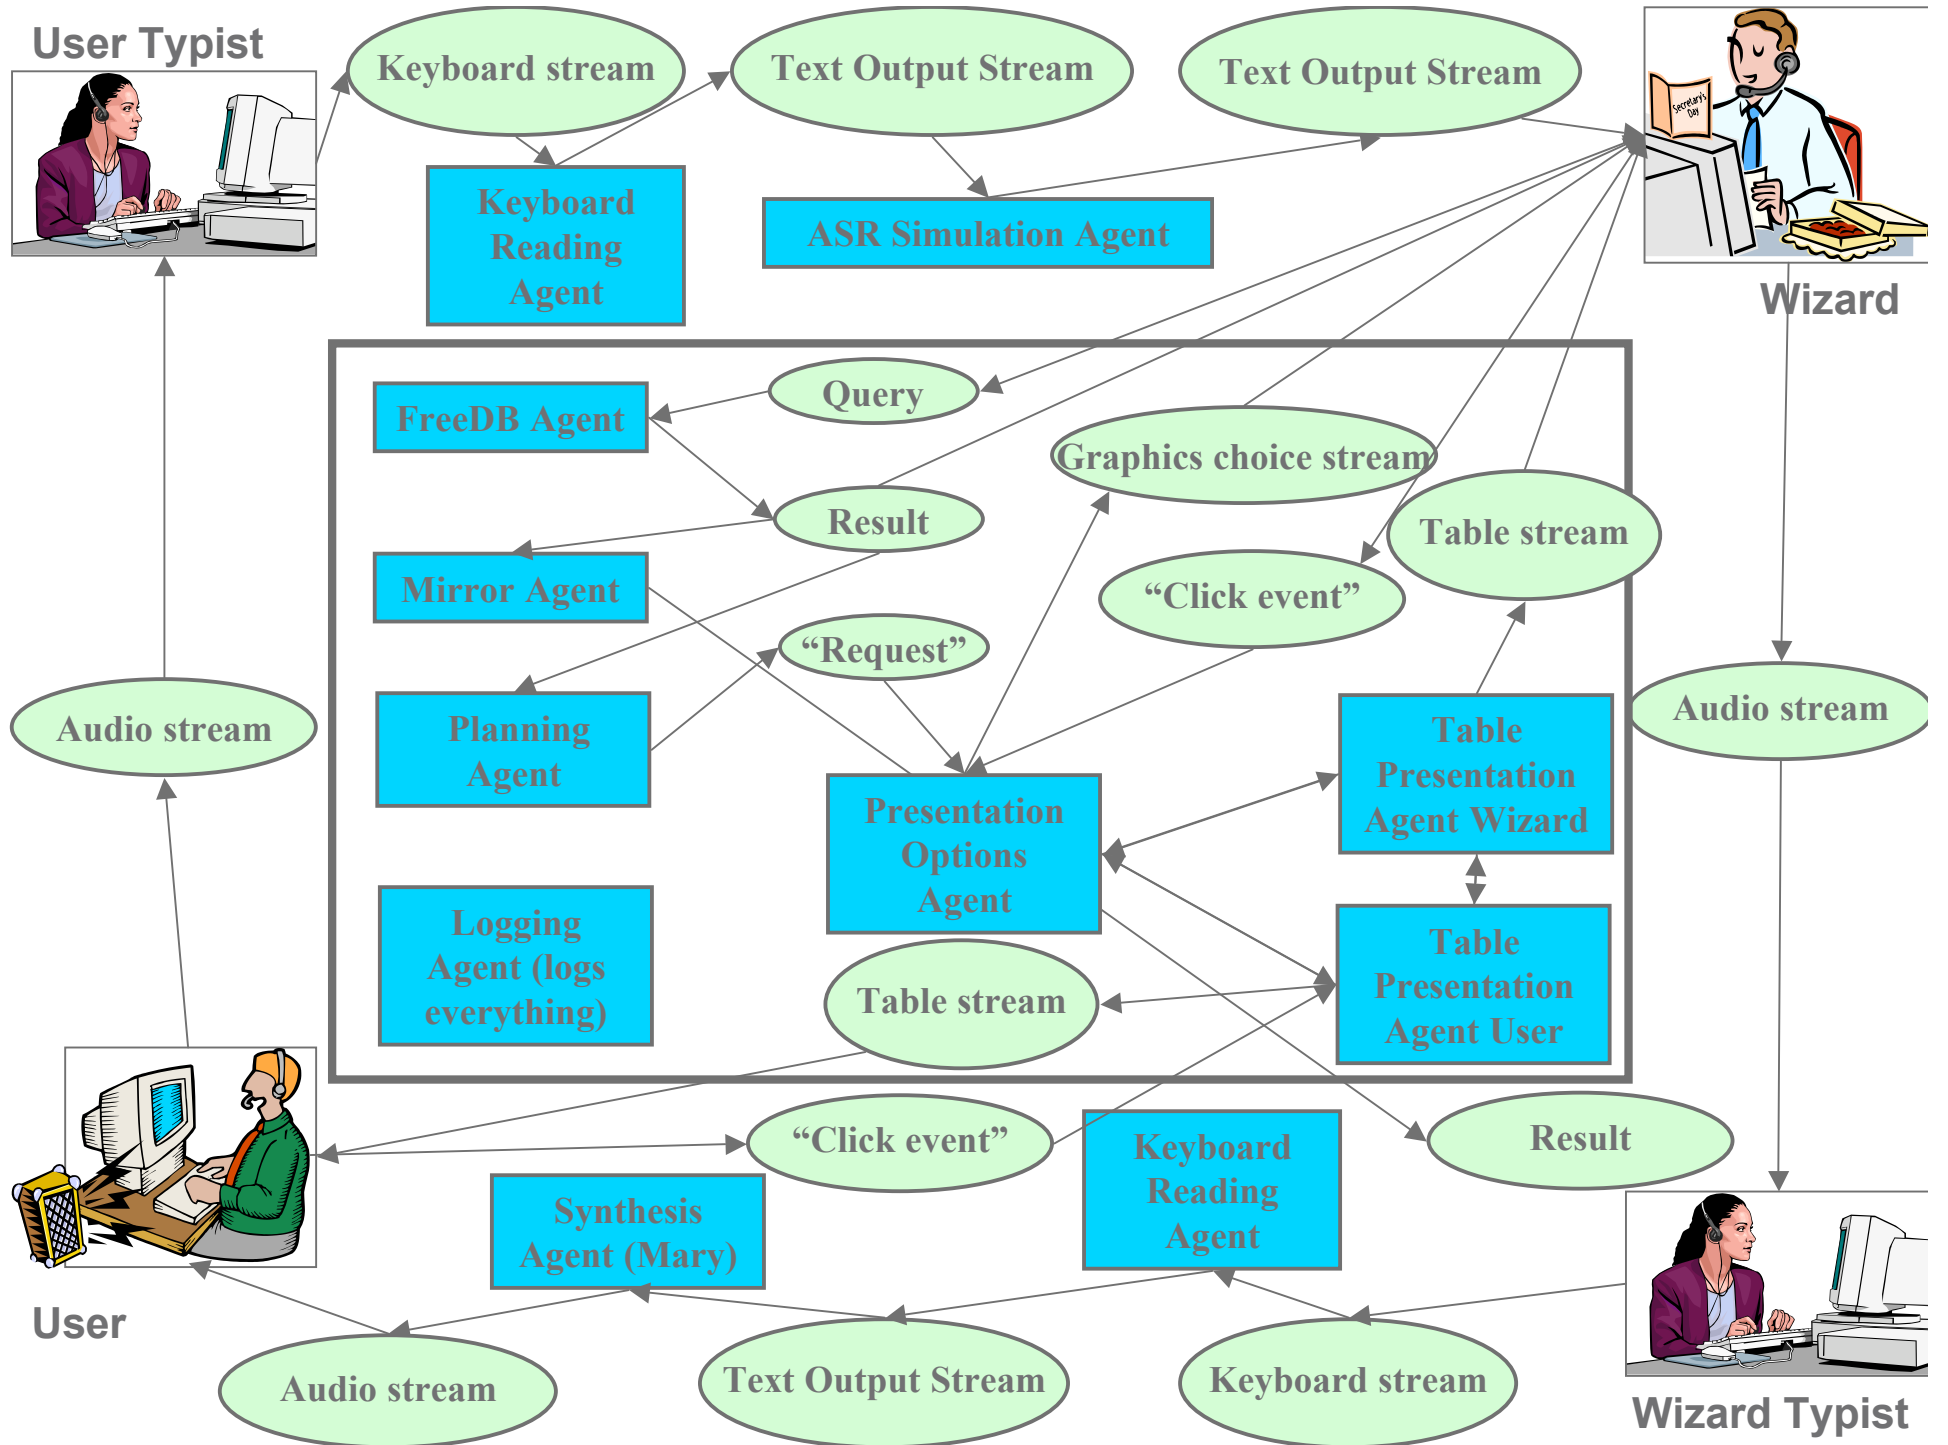 User Typist
Keyboard stream
Text Output Stream
Text Output Stream
Secretary's
Day
Keyboard
Reading
Agent
ASR Simulation Agent
Wizard
Query
FreeDB Agent
Graphics choice stream
Result
Table stream
Mirror Agent
“Click event”
“Request”
Audio stream
Planning
Agent
Table
Presentation
Agent Wizard
Audio stream
Presentation
Options
Agent
Logging
Agent (logs
everything)
Table stream
Table
Presentation
Agent User
“Click event”
Keyboard
Reading
Agent
Result
Synthesis
Agent (Mary)
User
Audio stream
Text Output Stream
Keyboard stream
Wizard Typist